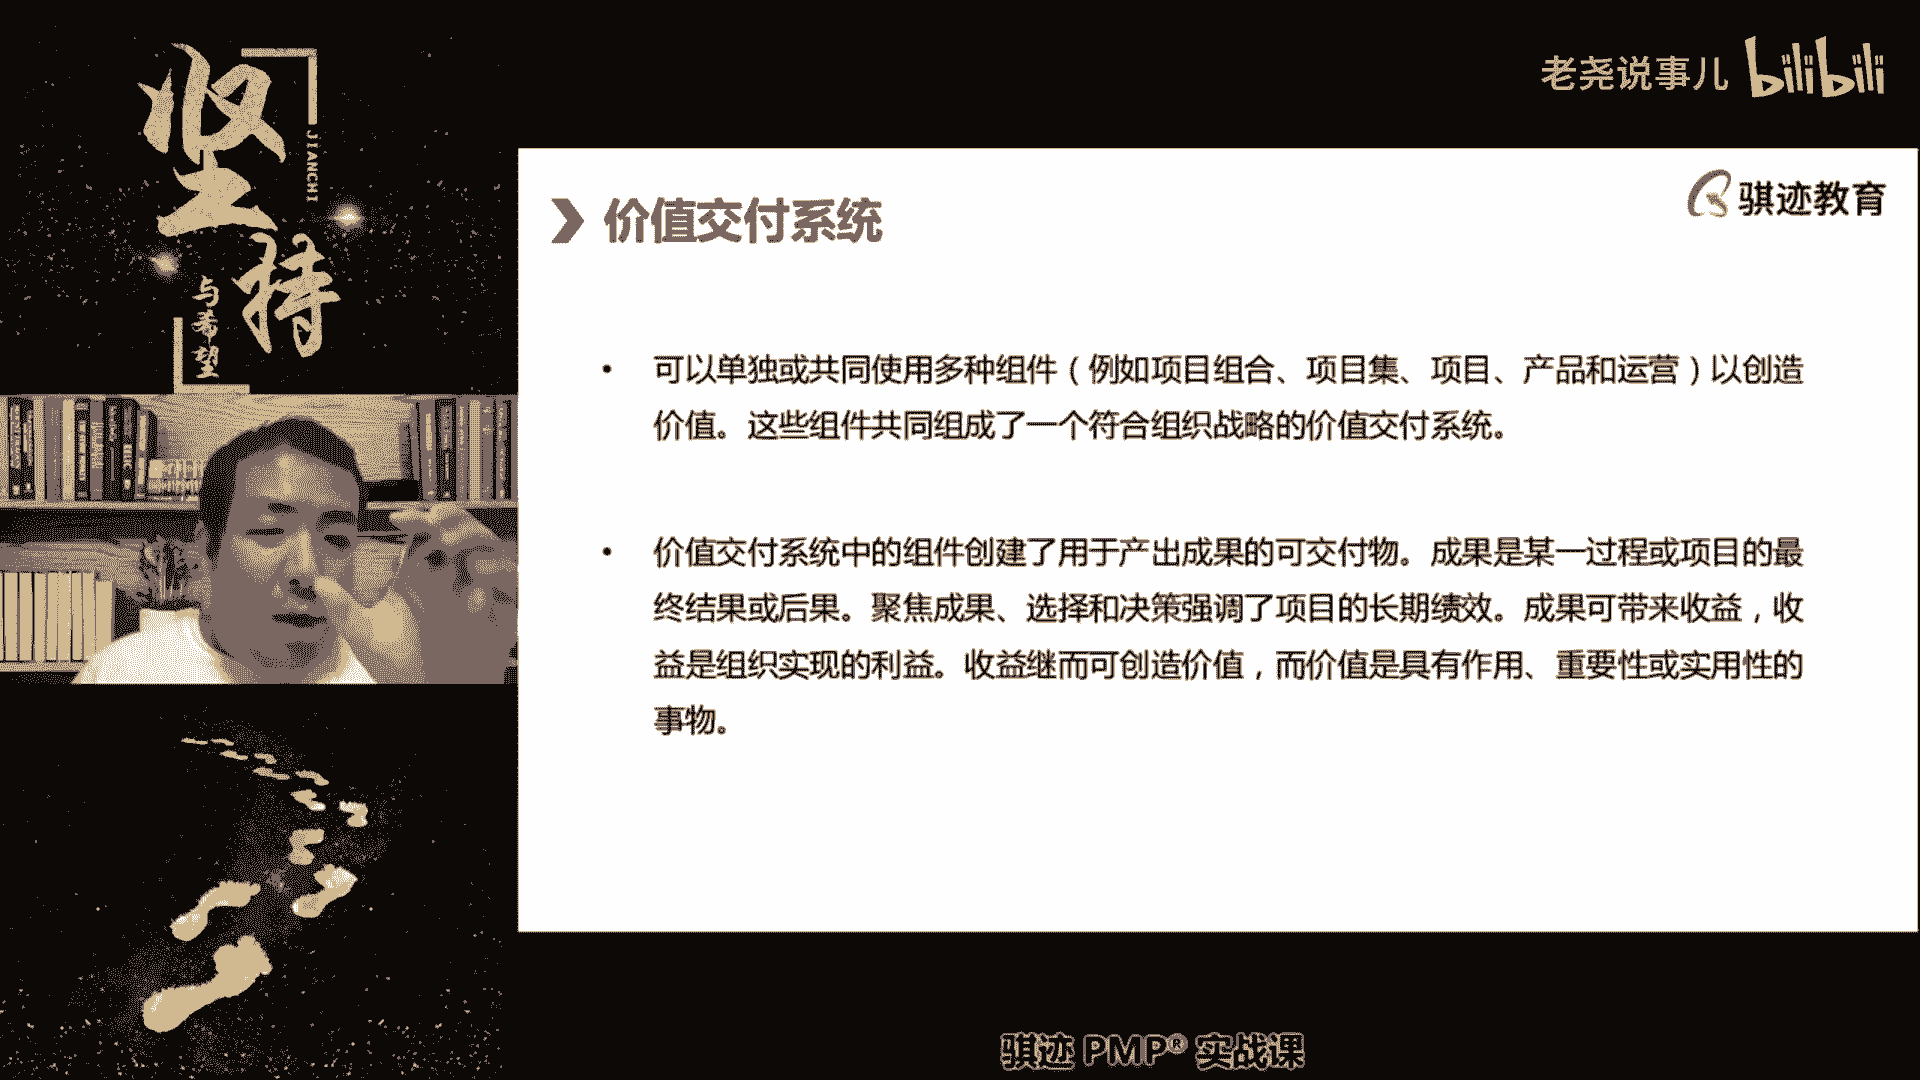 坚持
JIANCHI
与希望
老尧说事儿 bilibili
骐迹教育
价值交付系统
• 可以单独或共同使用多种组件（例如项目组合、项目集、项目、产品和运营）以创造
价值。这些组件共同组成了一个符合组织战略的价值交付系统。
• 价值交付系统中的组件创建了用于产出成果的可交付物。成果是某一过程或项目的最
终结果或后果。聚焦成果、选择和决策强调了项目的长期绩效。成果可带来收益，收
益是组织实现的利益。收益继而可创造价值，而价值是具有作用、重要性或实用性的
事物。
骐迹 PMP® 实战课